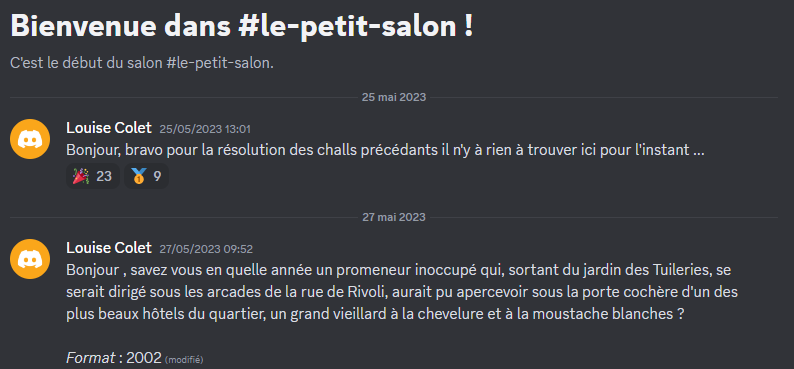 Bienvenue dans #le-petit-salon !
C'est le début du salon #le-petit-salon.
25 mai 2023
Louise Colet 25/05/2023 13:01
Bonjour, bravo pour la résolution des challs précédants il n'y à rien à trouver ici pour l'instant ...
23 9
27 mai 2023
Louise Colet 27/05/2023 09:52
Bonjour , savez vous en quelle année un promeneur inoccupé qui, sortant du jardin des Tuileries, se
serait dirigé sous les arcades de la rue de Rivoli, aurait pu apercevoir sous la porte cochère d'un des
plus beaux hôtels du quartier, un grand vieillard à la chevelure et à la moustache blanches ?
Format : 2002 (modifié)